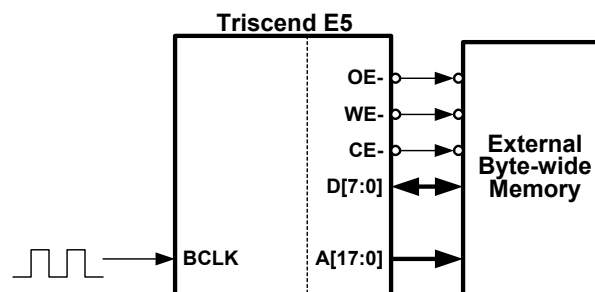 Triscend E5
OE-
WE-
CE-
D[7:0]
BCLK
A[17:0]
External
Byte-wide
Memory